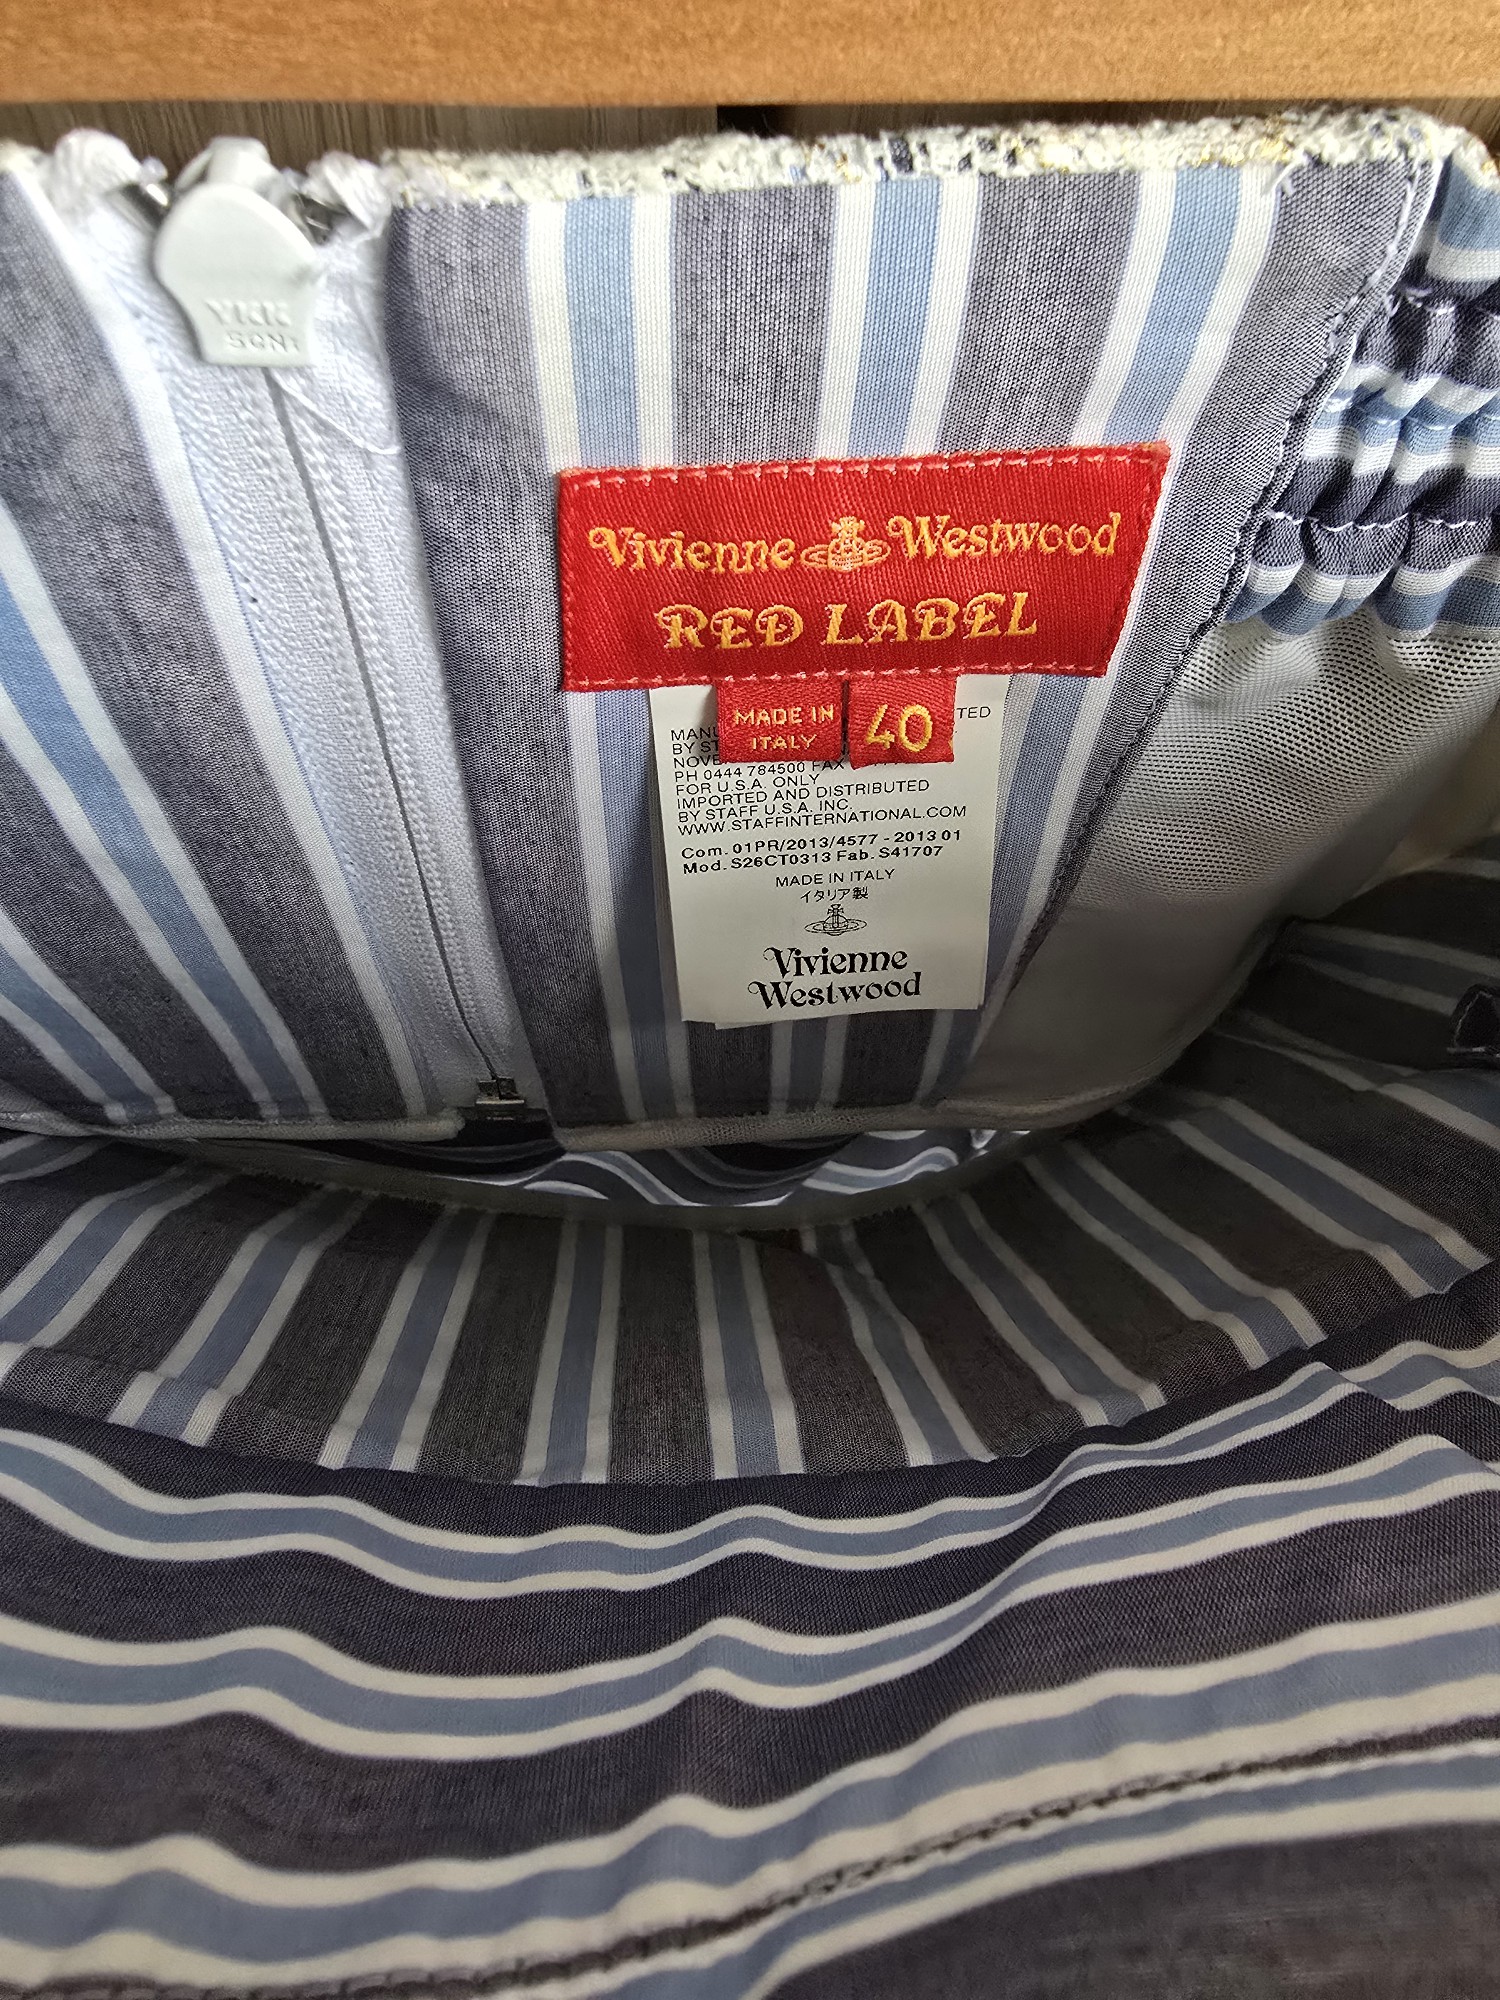 YKK
Vivienne Westwood
RED LABEL
MADE IN
ITALY
40
TED
MANU
BY ST
NOVE
PH 0444 784500 FAX
FOR U.S.A. ONLY
IMPORTED AND DISTRIBUTED
BY STAFF U.S.A. INC.
WWW.STAFFINTERNATIONAL.COM
Com. 01PR/2013/4577 - 2013 01
Mod. S26CT0313 Fab. S41707
MADE IN ITALY
イタリア製
Vivienne
Westwood